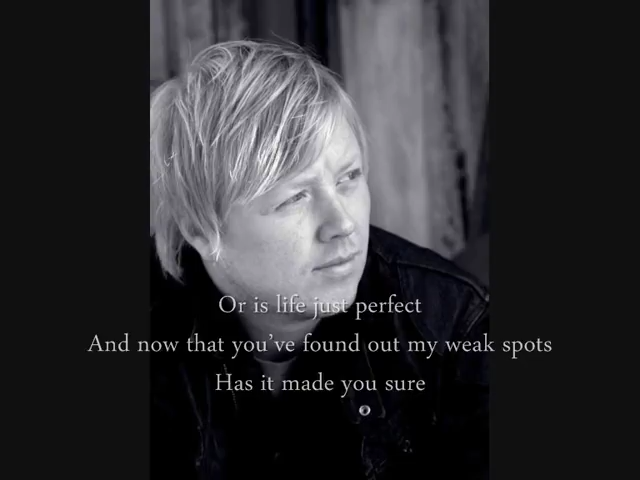 Or is life just perfect
And now that you've found out my weak spots
Has it made you sure